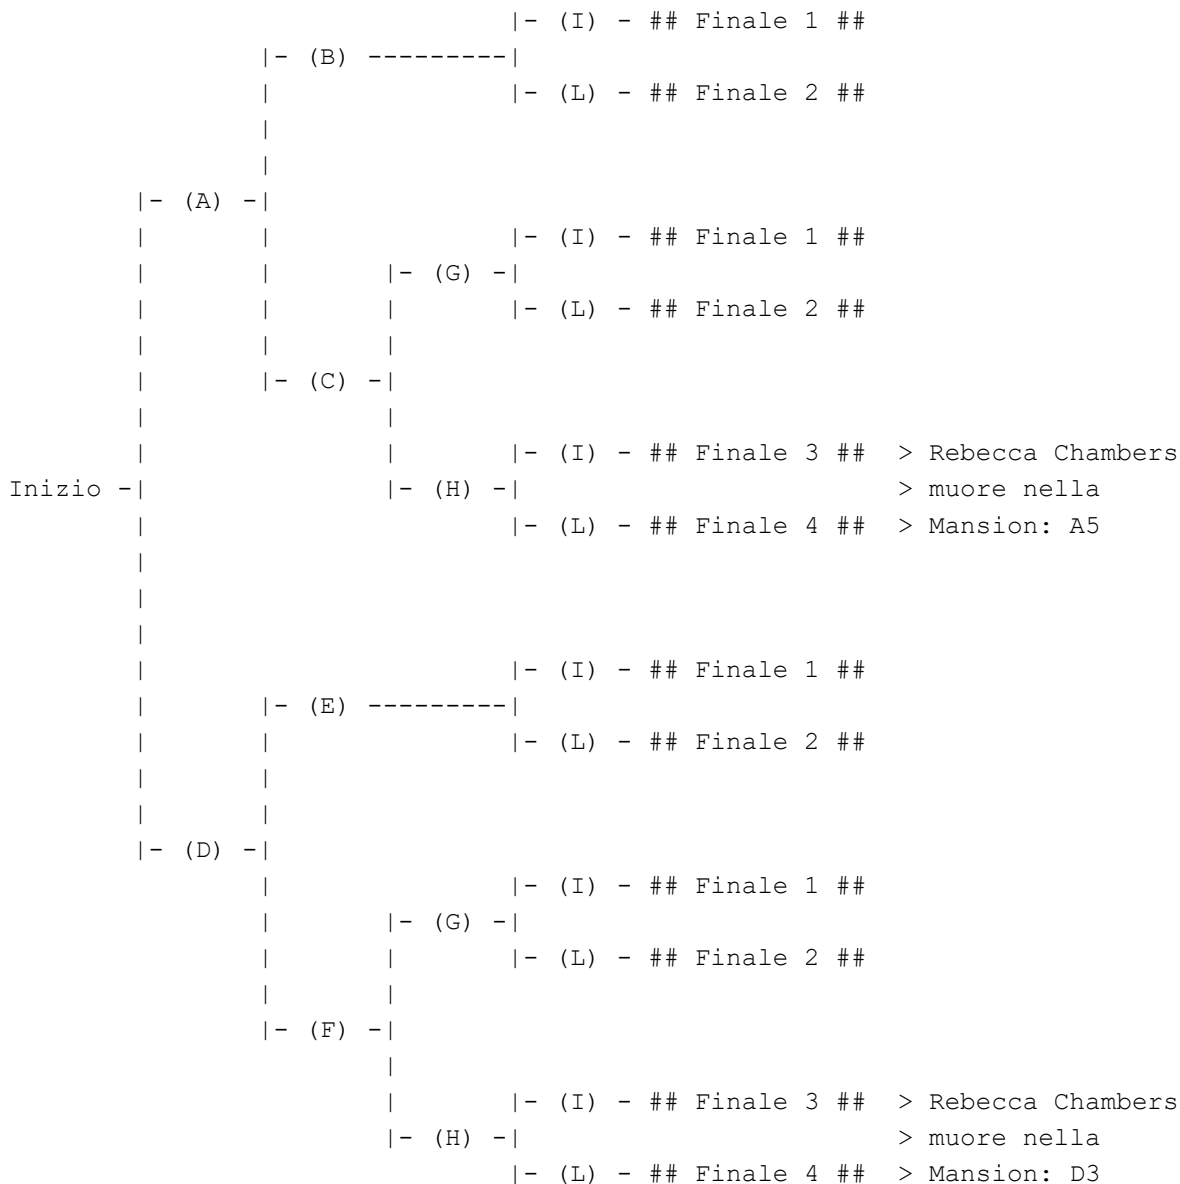 |- (I) - ## Finale 1 ##
|- (B) ---------|
| |- (L) - ## Finale 2 ##
|
|
|- (A) -|
| | |- (I) - ## Finale 1 ##
| | |- (G) -|
| | | |- (L) - ## Finale 2 ##
| | |
| |- (C) -|
| |
| | |- (I) - ## Finale 3 ## > Rebecca Chambers
Inizio -| |- (H) -| > muore nella
| |- (L) - ## Finale 4 ## > Mansion: A5
|
|
|
| |- (I) - ## Finale 1 ##
| |- (E) ---------|
| | |- (L) - ## Finale 2 ##
| |
| |
|- (D) -|
| |- (I) - ## Finale 1 ##
| |- (G) -|
| | |- (L) - ## Finale 2 ##
| |
|- (F) -|
|
| |- (I) - ## Finale 3 ## > Rebecca Chambers
|- (H) -| > muore nella
|- (L) - ## Finale 4 ## > Mansion: D3